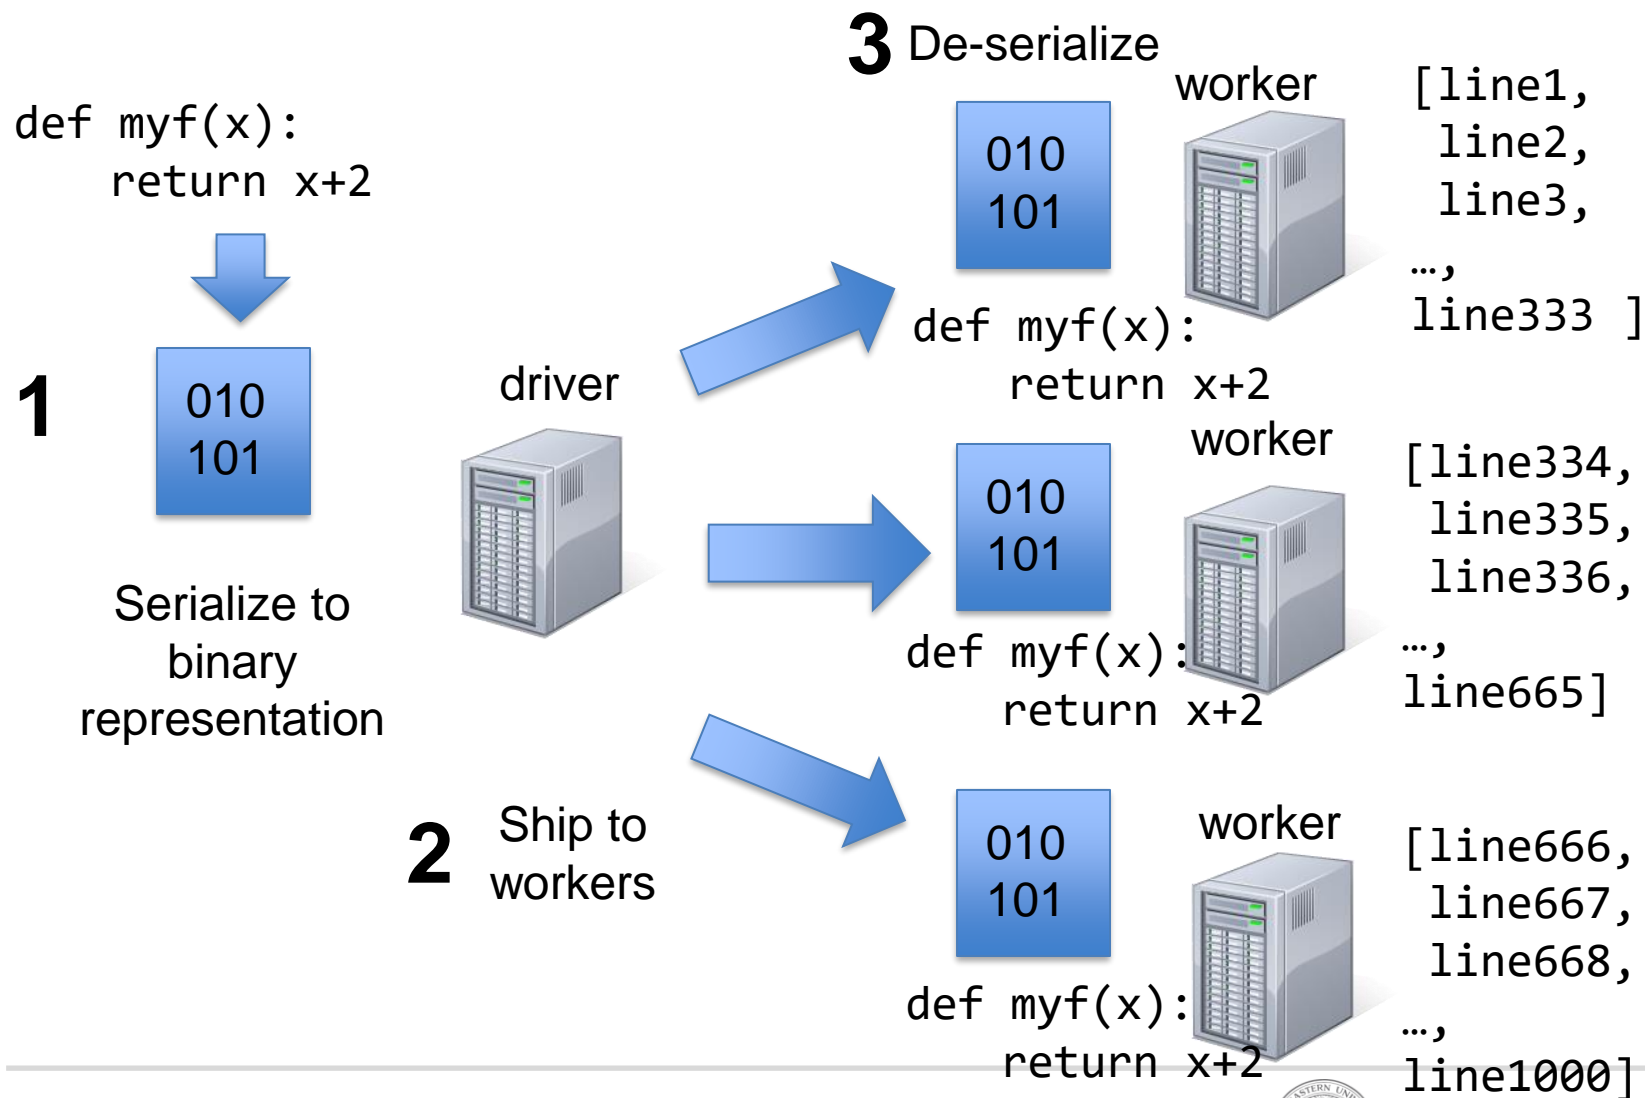 def myf(x):
return x+2
1
010
101
Serialize to
binary
representation
driver
2
Ship to
workers
3 De-serialize
010
101
def myf(x):
return x+2
worker
[line1,
line2,
line3,
…,
line333 ]
010
101
def myf(x):
return x+2
worker
[line334,
line335,
line336,
…,
line665]
010
101
def myf(x):
return x+2
worker
[line666,
line667,
line668,
…,
line1000]